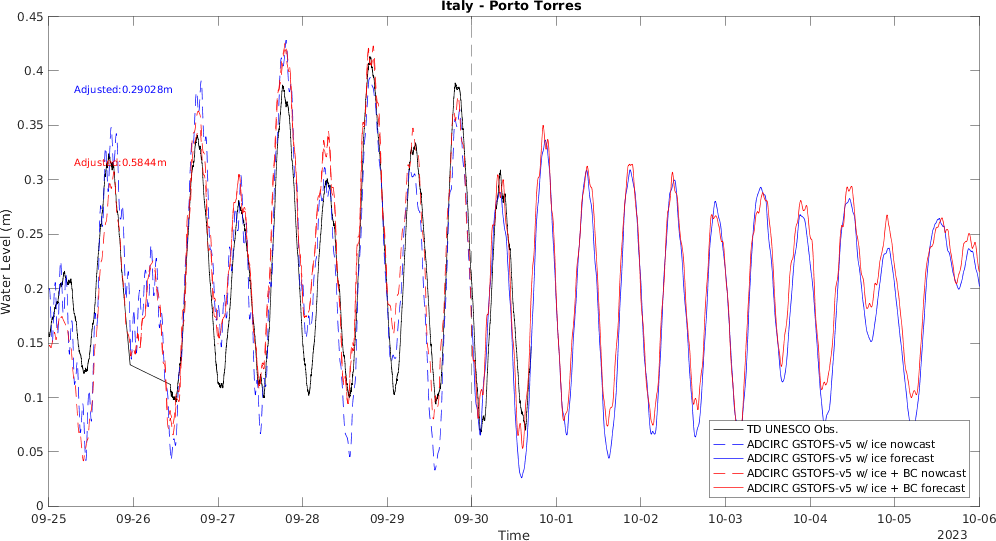 Italy - Porto Torres
0.45
0.4
0.35
0.3
0.25
0.2
0.15
0.1
0.05
0
Water Level (m)
Adjusted:0.29028m
Adjusted:0.5844m
TD UNESCO Obs.
ADCIRC GSTOFS-v5 w/ ice nowcast
ADCIRC GSTOFS-v5 w/ ice forecast
ADCIRC GSTOFS-v5 w/ ice + BC nowcast
ADCIRC GSTOFS-v5 w/ ice + BC forecast
09-25 09-26 09-27 09-28 09-29 09-30 10-01 10-02 10-03 10-04 10-05 10-06
Time
2023